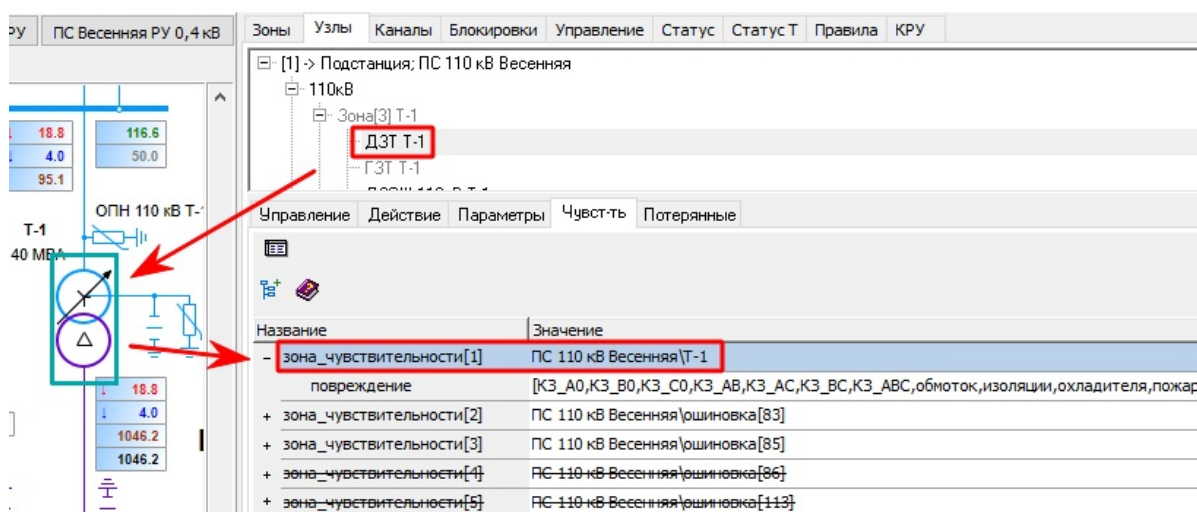 РУ ПС Весенняя РУ 0,4 кВ
Зоны Узлы Каналы Блокировки Управление Статус Статус Т Правила КРУ
[1] -> Подстанция; ПС 110 кВ Весенняя
110кВ
Зона[3] Т-1
ДЗТ Т-1
ГЗТ Т-1
18.8 116.6
4.0 50.0
95.1
ОПН 110 кВ Т-1
Т-1
40 МВА
18.8
4.0
1046.2
1046.2
Управление Действие Параметры Чувст-ть Потерянные
Название Значение
зона_чувствительности[1] ПС 110 кВ Весенняя\Т-1
повреждение [КЗ_А0,КЗ_В0,КЗ_С0,КЗ_АВ,КЗ_АС,КЗ_ВС,КЗ_АВС,обмоток,изоляции,охладителя,пожар
зона_чувствительности[2] ПС 110 кВ Весенняя\ошиновка[83]
зона_чувствительности[3] ПС 110 кВ Весенняя\ошиновка[85]
зона_чувствительности[4] ПС 110 кВ Весенняя\ошиновка[86]
зона_чувствительности[5] ПС 110 кВ Весенняя\ошиновка[113]